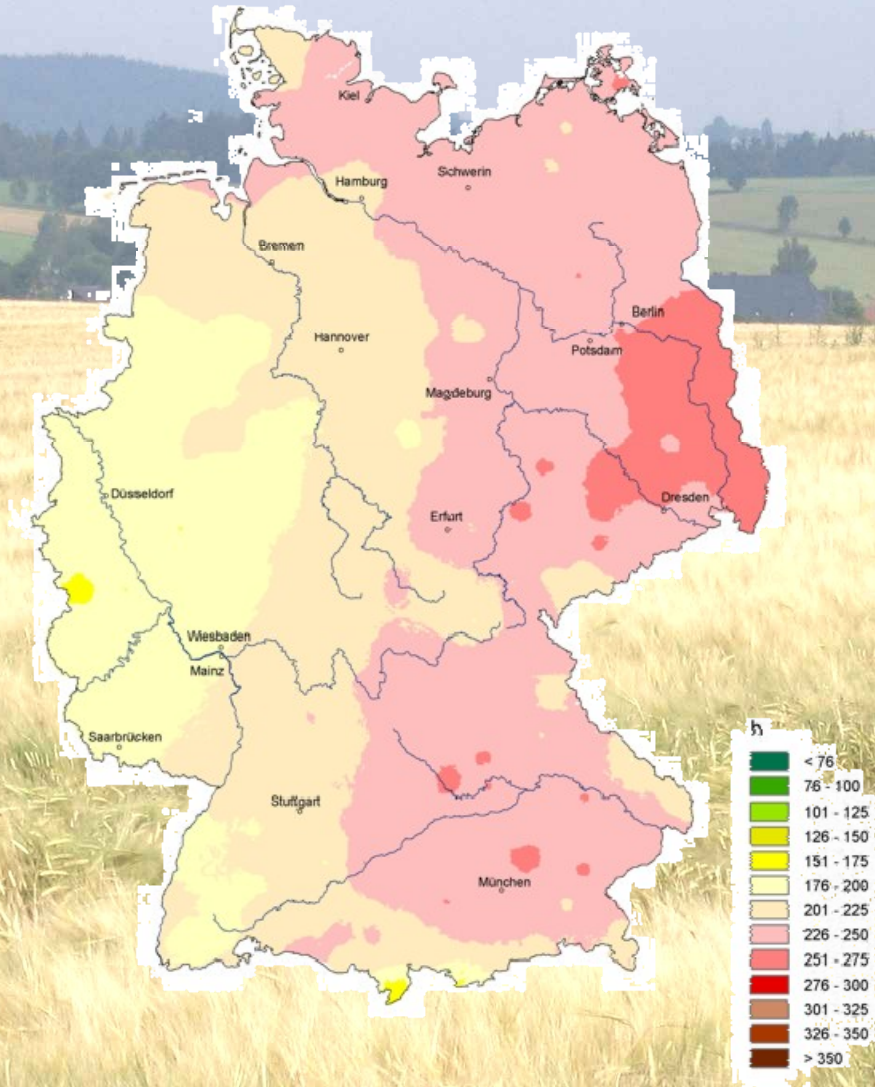 Kiel
Schwerin
Hamburg
Bremen
Berlin
Hannover
Potsdam
Magdeburg
Düsseldorf
Dresden
Erfurt
Wiesbaden
Mainz
Saarbrücken
Stuttgart
München
h
< 76
76 - 100
101 - 125
126 - 150
151 - 175
176 - 200
201 - 225
226 - 250
251 - 275
276 - 300
301 - 325
326 - 350
> 350